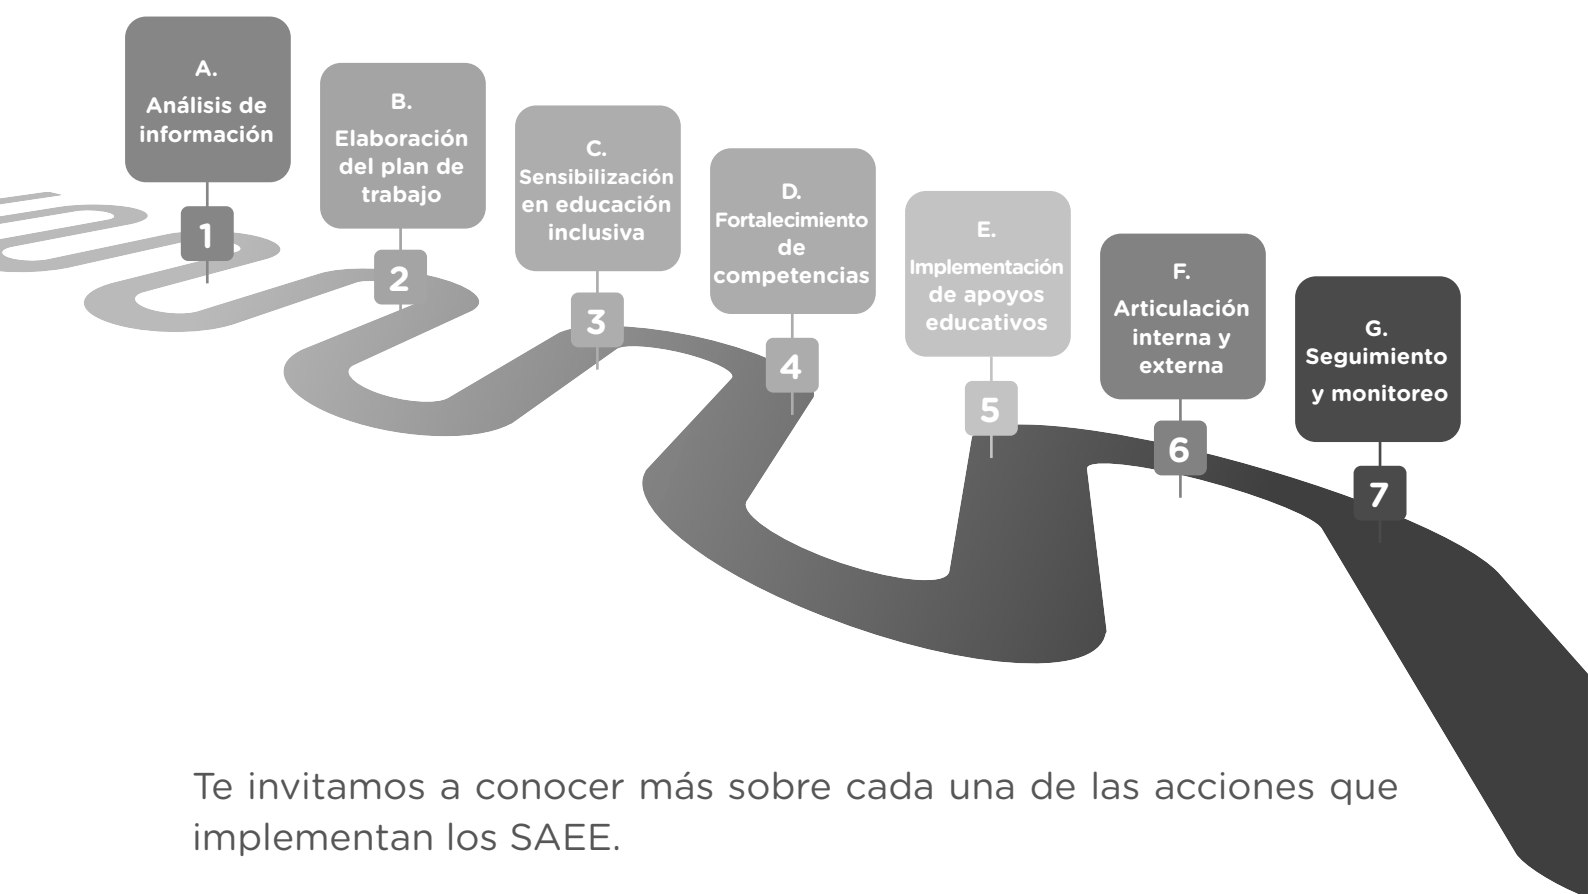 A.
Análisis de
información
1
B.
Elaboración
del plan de
trabajo
2
C.
Sensibilización
en educación
inclusiva
3
D.
Fortalecimiento
de
competencias
4
E.
Implementación
de apoyos
educativos
5
F.
Articulación
interna y
externa
6
G.
Seguimiento
y monitoreo
7
Te invitamos a conocer más sobre cada una de las acciones que
implementan los SAEE.